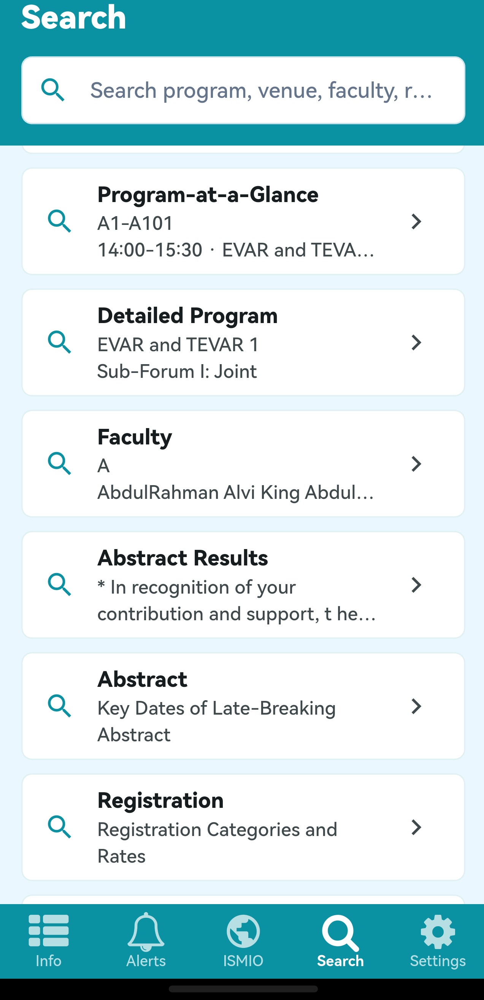 Search
Search program, venue, faculty, r...
Program-at-a-Glance
A1-A101
14:00-15:30 · EVAR and TEVA...
Detailed Program
EVAR and TEVAR 1
Sub-Forum I: Joint
Faculty
A
AbdulRahman Alvi King Abdul...
Abstract Results
* In recognition of your
contribution and support, t he...
Abstract
Key Dates of Late-Breaking
Abstract
Registration
Registration Categories and
Rates
Info
Alerts
ISMIO
Search
Settings